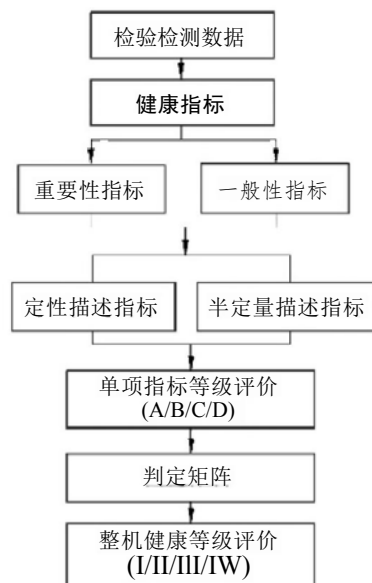 检验检测数据
健康指标
重要性指标
一般性指标
定性描述指标
半定量描述指标
单项指标等级评价
(A/B/C/D)
判定矩阵
整机健康等级评价
(I/II/IlI/IW)